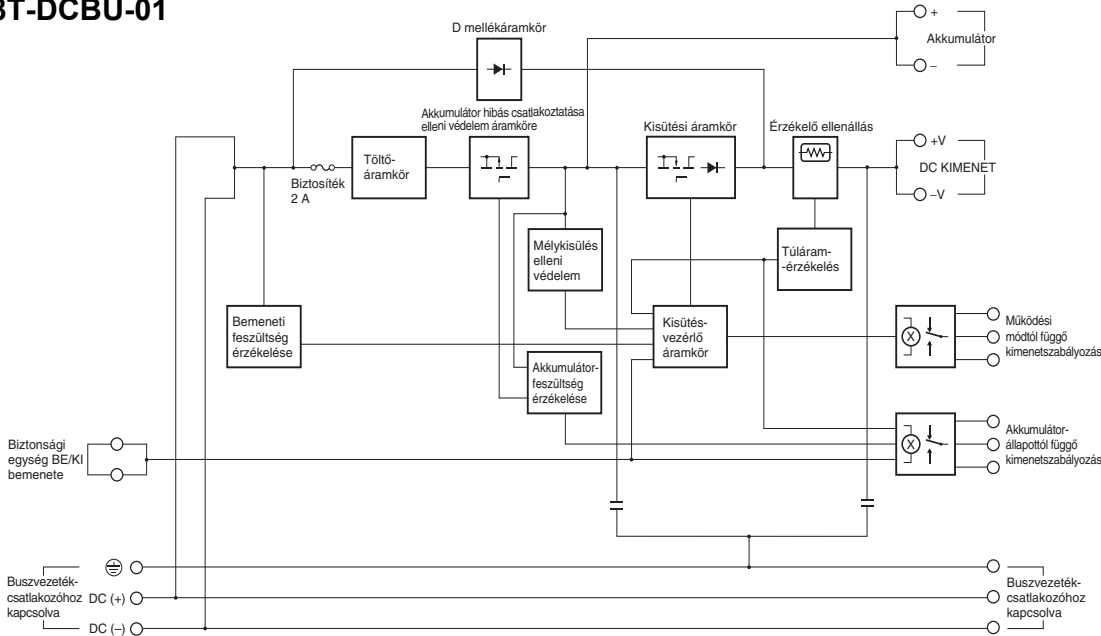 8T-DCBU-01
D mellékáramkör
+
Akkumulátor
–
Akkumulátor hibás csatlakoztatása
elleni védelem áramköre
Kisütési áramkör
Érzékelő ellenállás
Töltő-
áramkör
Biztosíték
2 A
+V
DC KIMENET
–V
Mélykisülés
elleni
védelem
Túláram-
-érzékelés
Bemeneti
feszültség
érzékelése
Kisütés-
vezérlő
áramkör
X
Működési
módtól függő
kimenetszabályozás
Akkumulátor-
feszültség
érzékelése
Biztonsági
egység BE/KI
bemenete
X
Akkumulátor-
állapottól függő
kimenetszabályozás
Buszvezeték-
csatlakozóhoz
kapcsolva
DC (+)
DC (–)
Buszvezeték-
csatlakozóhoz
kapcsolva